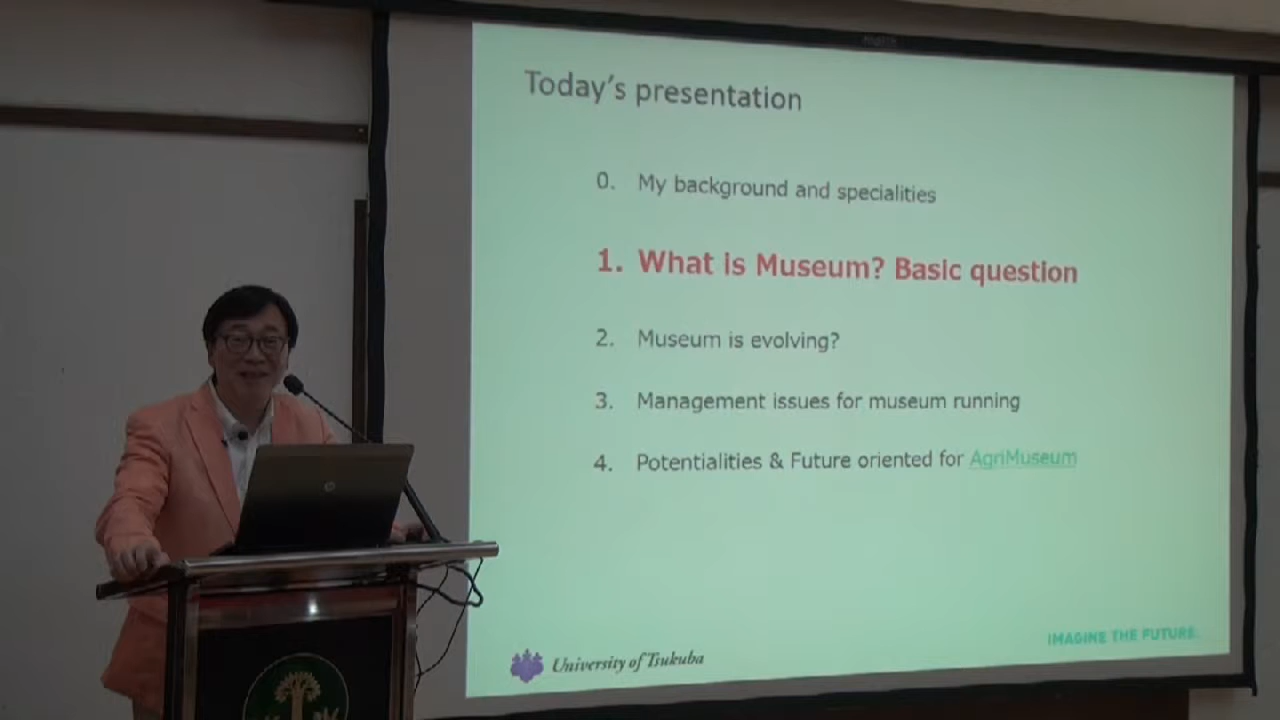 Today's presentation
0. My background and specialities
1. What is Museum? Basic question
2. Museum is evolving?
3. Management issues for museum running
4. Potentialities & Future oriented for AgriMuseum
IMAGINE THE FUTURE.
University of Tsukuba